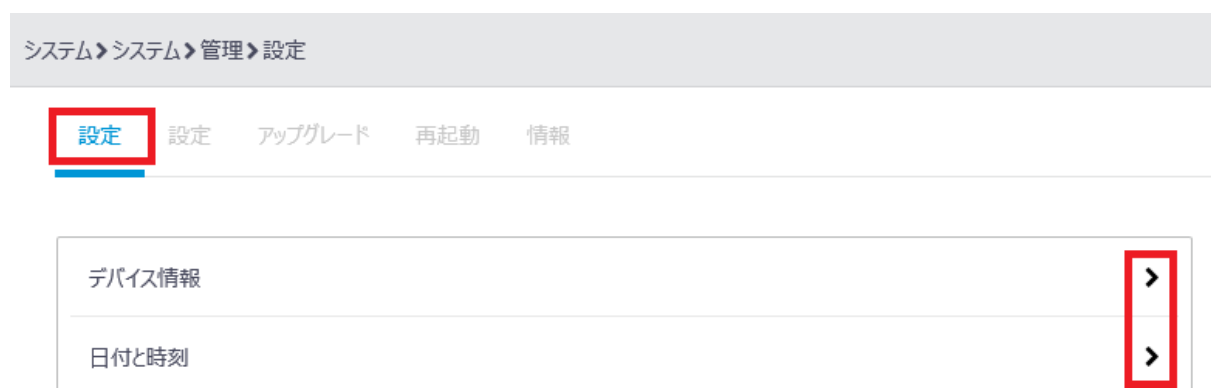 システム>システム>管理>設定
設定 設定 アップグレード 再起動 情報
デバイス情報
日付と時刻